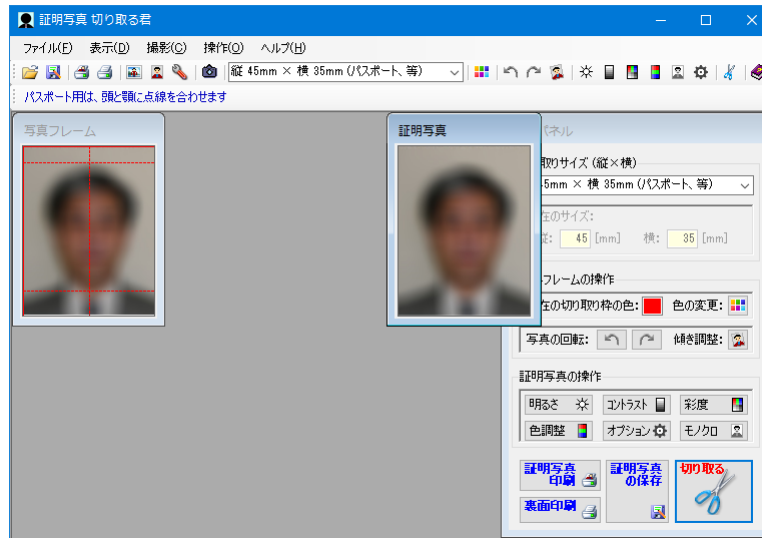 証明写真 切り取る君
ファイル(F) 表示(D) 撮影(C) 操作(O) ヘルプ(H)
縦 45mm × 横 35mm (パスポート、等)
パスポート用は、頭と顎に点線を合わせます
写真フレーム
証明写真
パネル
取りサイズ (縦×横)
5mm × 横 35mm (パスポート、等)
在のサイズ:
縦: 45 [mm] 横: 35 [mm]
フレームの操作
在の切り取り枠の色: 色の変更:
写真の回転: 傾き調整:
証明写真の操作
明るさ コントラスト 彩度
色調整 オプション モノクロ
証明写真
印刷
証明写真
の保存
切り取る
裏面印刷